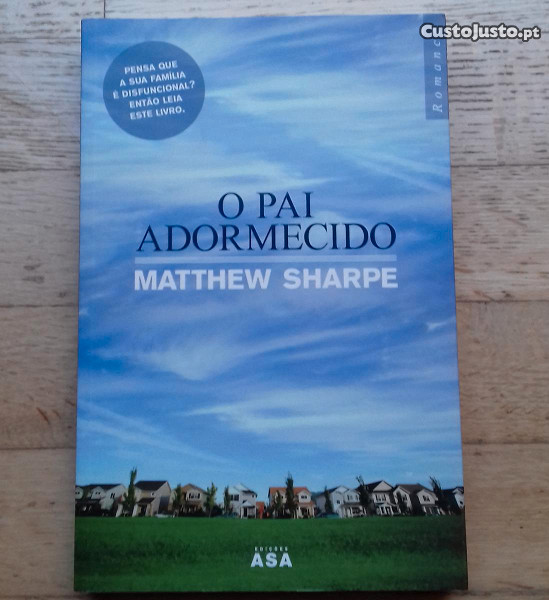 CustoJusto.pt
PENSA QUE
A SUA FAMÍLIA
É DISFUNCIONAL?
ENTÃO LEIA
ESTE LIVRO.
Romance
O PAI
ADORMECIDO
MATTHEW SHARPE
EDIÇÕES
ASA